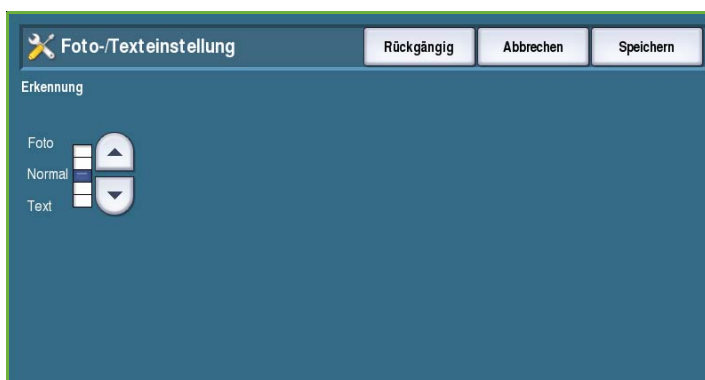 Foto-/Texteinstellung
Rückgängig
Abbrechen
Speichern
Erkennung
Foto
Normal
Text